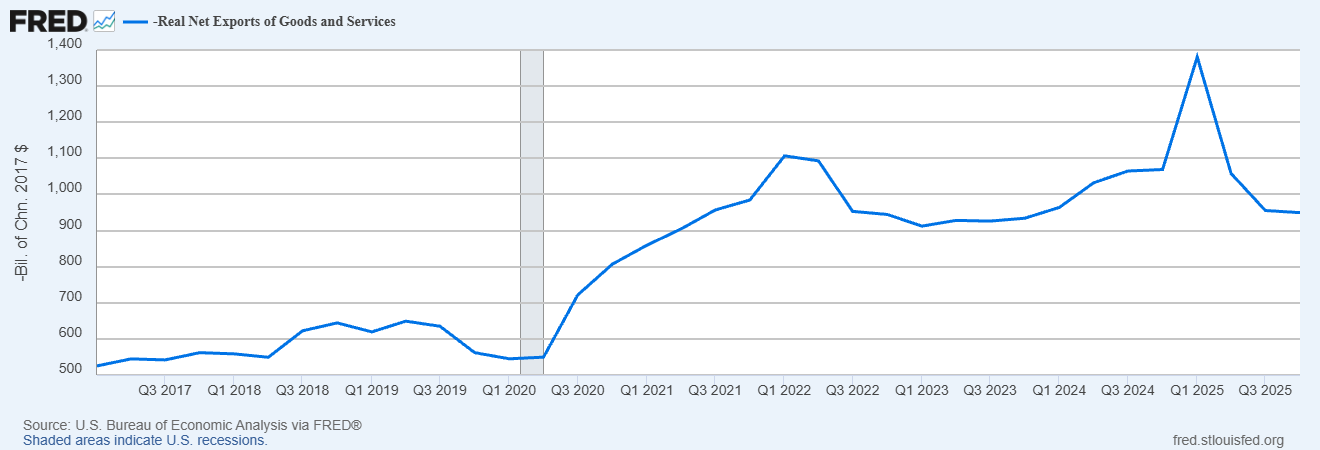 FRED® -Real Net Exports of Goods and Services
1,400
1,300
1,200
1,100
1,000
900
800
700
600
500
-Bil. of Chn. 2017 $
Q3 2017 Q1 2018 Q3 2018 Q1 2019 Q3 2019 Q1 2020 Q3 2020 Q1 2021 Q3 2021 Q1 2022 Q3 2022 Q1 2023 Q3 2023 Q1 2024 Q3 2024 Q1 2025 Q3 2025
Source: U.S. Bureau of Economic Analysis via FRED®
Shaded areas indicate U.S. recessions.
fred.stlouisfed.org